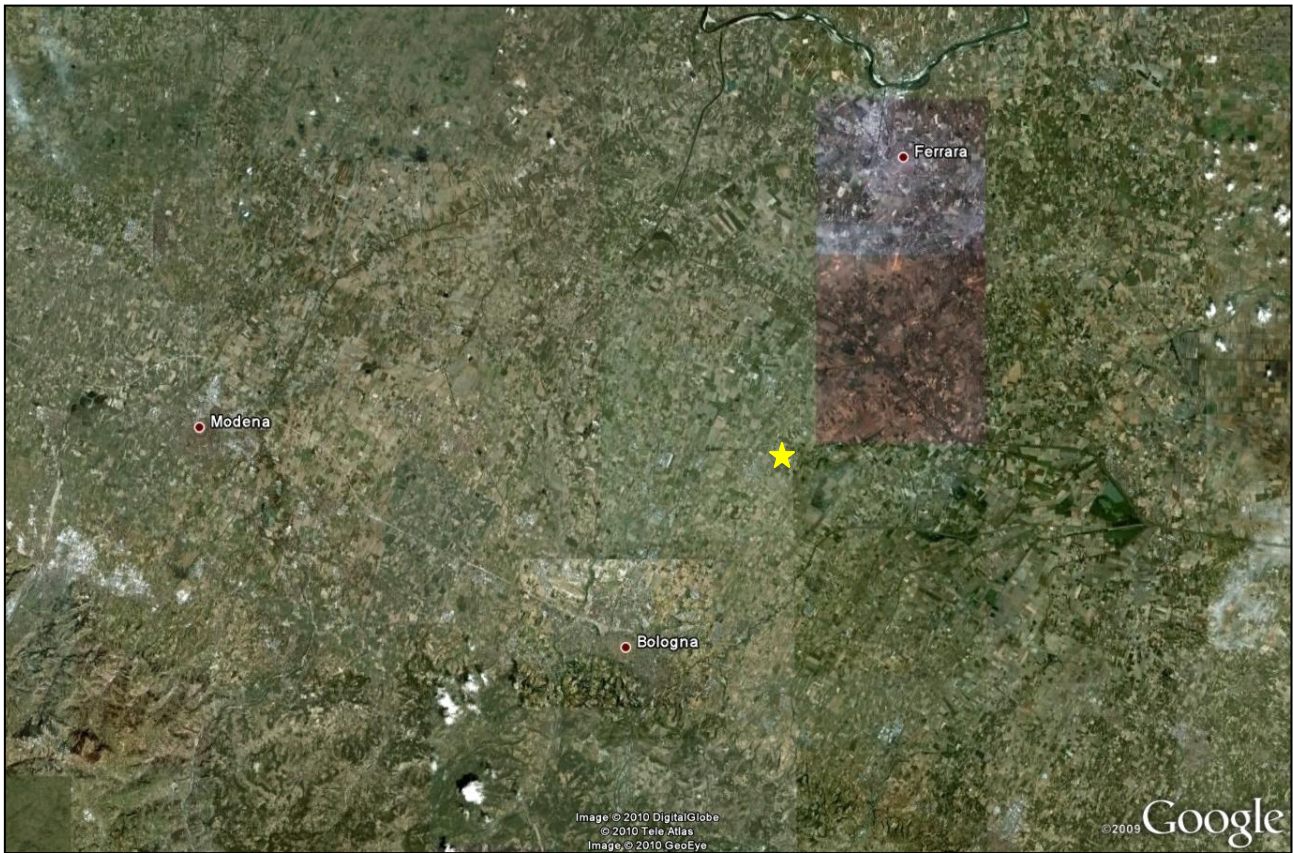 Ferrara
Modena
Bologna
Image © 2010 DigitalGlobe
© 2010 Tele Atlas
Image © 2010 GeoEye
©2009 Google